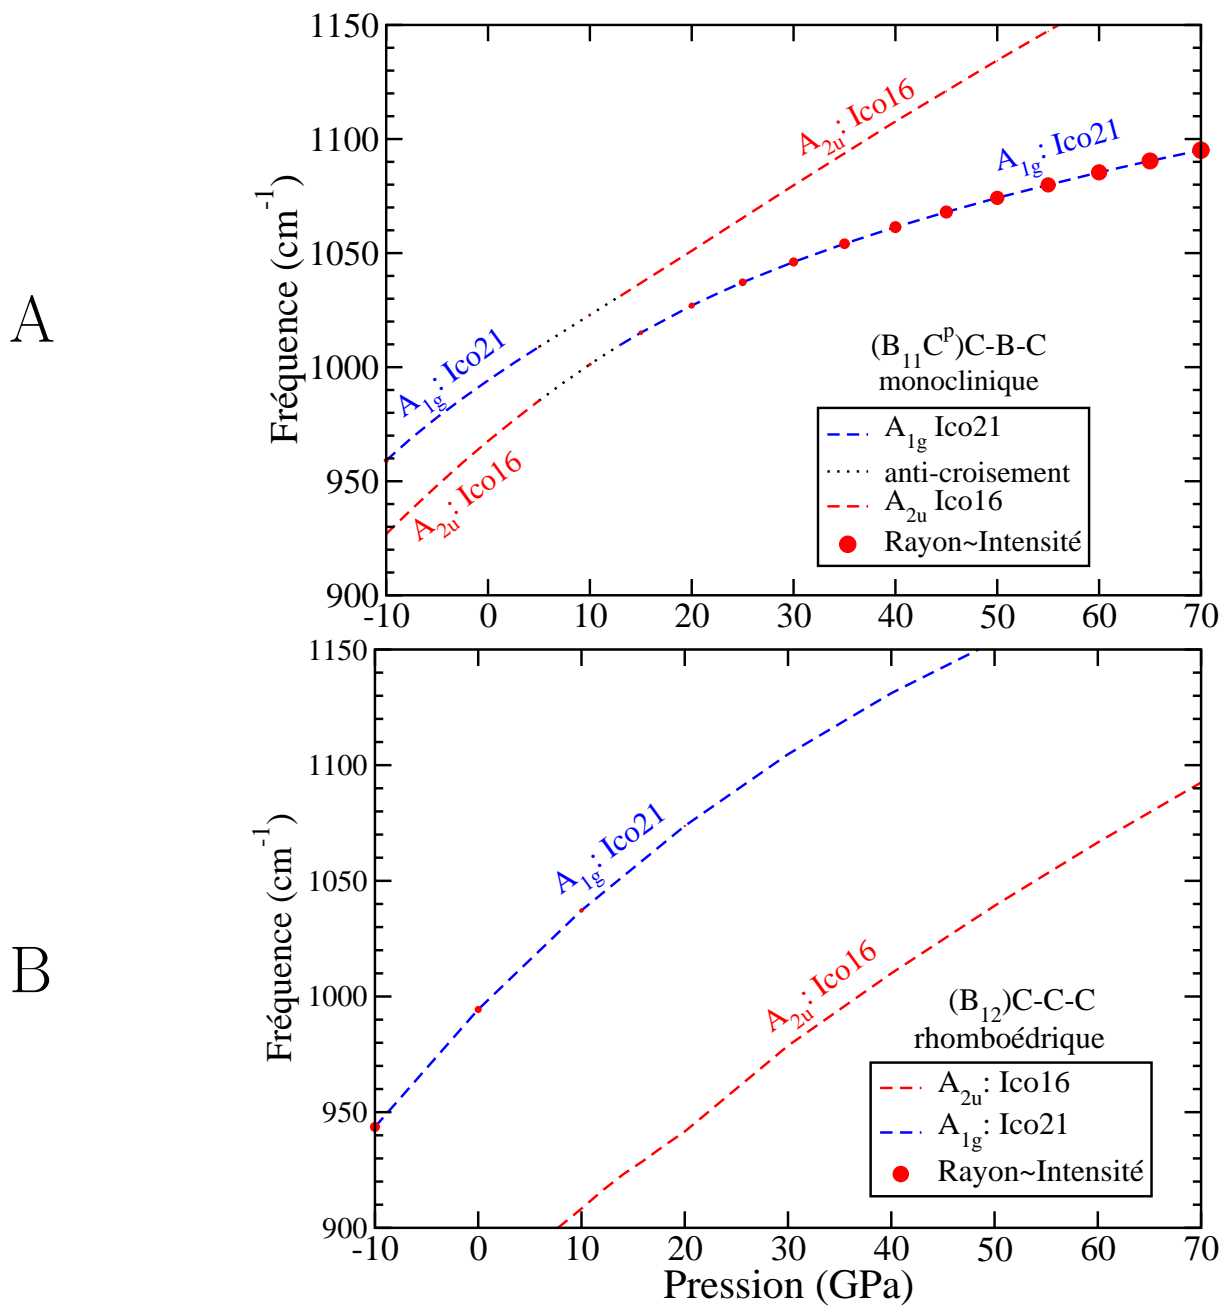 A
Fréquence (cm⁻¹)
1150
1100
1050
1000
950
900
-10 0 10 20 30 40 50 60 70
A₂ᵤ: Ico16
A₁g: Ico21
A₁g: Ico21
A₂ᵤ: Ico16
(B₁₁Cᵖ)C-B-C
monoclinique
A₁g Ico21
anti-croisement
A₂ᵤ Ico16
Rayon~Intensité
B
Fréquence (cm⁻¹)
1150
1100
1050
1000
950
900
-10 0 10 20 30 40 50 60 70
A₁g: Ico21
A₂ᵤ: Ico16
(B₁₂)C-C-C
rhomboédrique
A₂ᵤ: Ico16
A₁g: Ico21
Rayon~Intensité
Pression (GPa)